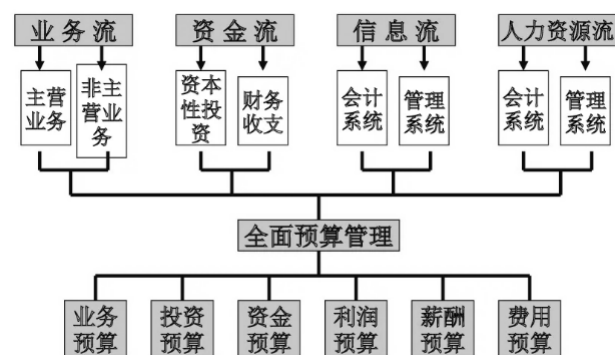 业务流
资金流
信息流
人力资源流
主营
业务
非主
营业
务
资本
性投
资
财务
收支
会计
系统
管理
系统
会计
系统
管理
系统
全面预算管理
业务
预算
投资
预算
资金
预算
利润
预算
薪酬
预算
费用
预算